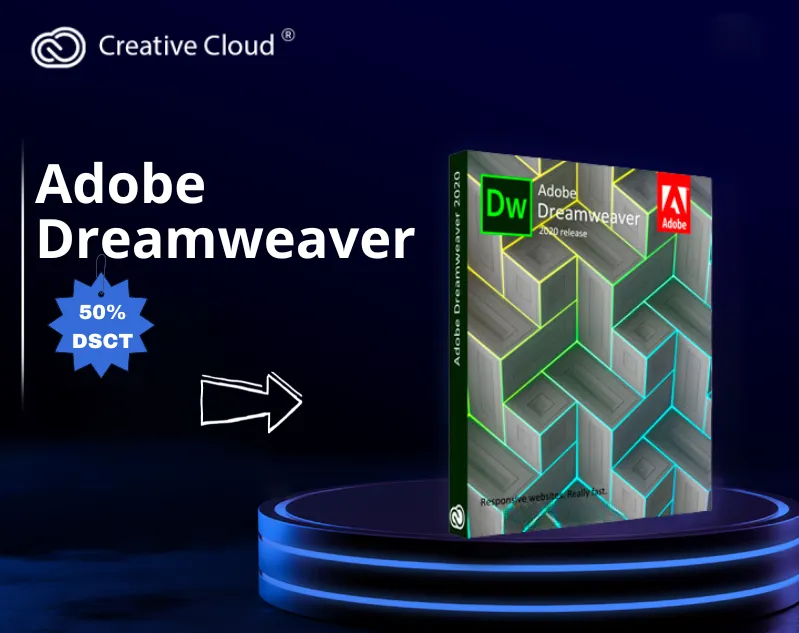 Creative Cloud ®
Adobe
Dreamweaver
50%
DSCT
Adobe Dreamweaver 2020
Dw
Adobe
Dreamweaver
2020 release
Adobe
Responsive websites. Really fast.